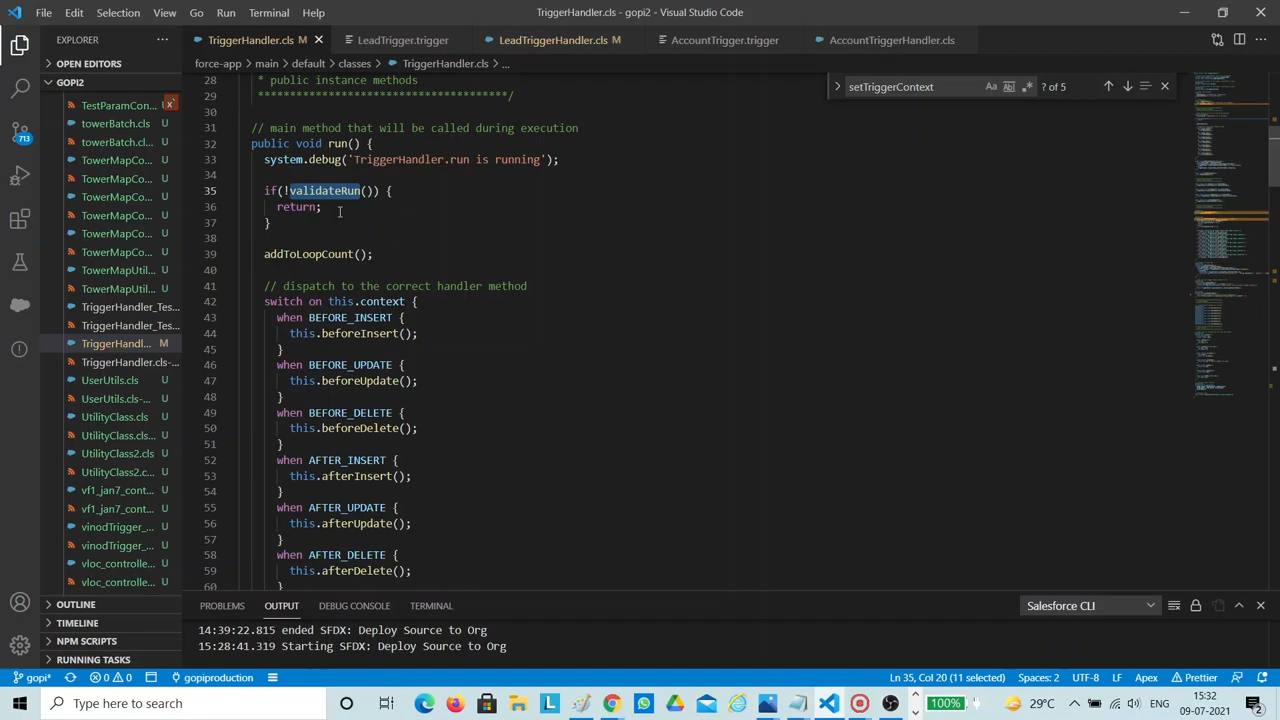 File Edit Selection View Go Run Terminal Help
TriggerHandler.cls - gopi2 - Visual Studio Code
EXPLORER
TriggerHandler.cls M
LeadTrigger.trigger
LeadTriggerHandler.cls M
AccountTrigger.trigger
AccountTriggerHandler.cls
OPEN EDITORS
GOPI2
force-app > main > default > classes > TriggerHandler.cls > ...
setTriggerContext
Aa
? of 5
TestParamCon... U
towerBatch.cls U
towerBatch.cl... U
TowerMapCo... U
TowerMapCo... U
TowerMapCo... U
TowerMapCo... U
TowerMapCo... U
TowerMapCo... U
TowerMapUtil... U
TowerMapUtil... U
TriggerHandler_Tes...
TriggerHandler_Tes...
TriggerHandl... M
TriggerHandler.cls-...
UserUtils.cls U
UserUtils.cls-... U
UtilityClass.cls U
UtilityClass.cls... U
UtilityClass2.cls U
UtilityClass2.c... U
vf1_jan7_cont... U
vf1_jan7_cont... U
vinodTrigger_... U
vinodTrigger_... U
vloc_controlle... U
vloc_controlle... U
713
28 * public instance methods
29 ***************************************/
30
31 // main method that will be called during execution
32 public void run() {
33 system.debug('TriggerHandler.run is running');
34
35 if(!validateRun()) {
36 return;
37 }
38
39 addToLoopCount();
40
41 // dispatch to the correct handler method
42 switch on this.context {
43 when BEFORE_INSERT {
44 this.beforeInsert();
45 }
46 when BEFORE_UPDATE {
47 this.beforeUpdate();
48 }
49 when BEFORE_DELETE {
50 this.beforeDelete();
51 }
52 when AFTER_INSERT {
53 this.afterInsert();
54 }
55 when AFTER_UPDATE {
56 this.afterUpdate();
57 }
58 when AFTER_DELETE {
59 this.afterDelete();
60 }
OUTLINE
TIMELINE
NPM SCRIPTS
RUNNING TASKS
PROBLEMS OUTPUT DEBUG CONSOLE TERMINAL
Salesforce CLI
14:39:22.815 ended SFDX: Deploy Source to Org
15:28:41.319 Starting SFDX: Deploy Source to Org
gopi* 0 0 gopiproduction
Ln 35, Col 20 (11 selected) Spaces: 2 UTF-8 LF Apex Prettier
Type here to search
100%
29°C
ENG
15:32
09-07-2021
2